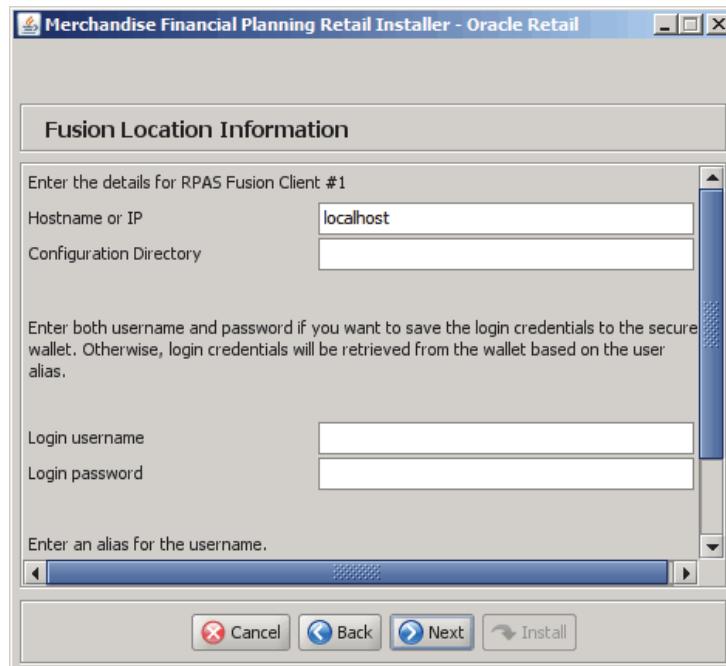 Merchandise Financial Planning Retail Installer - Oracle Retail
Fusion Location Information
Enter the details for RPAS Fusion Client #1
Hostname or IP
localhost
Configuration Directory
Enter both username and password if you want to save the login credentials to the secure
wallet. Otherwise, login credentials will be retrieved from the wallet based on the user
alias.
Login username
Login password
Enter an alias for the username.
Cancel
Back
Next
Install